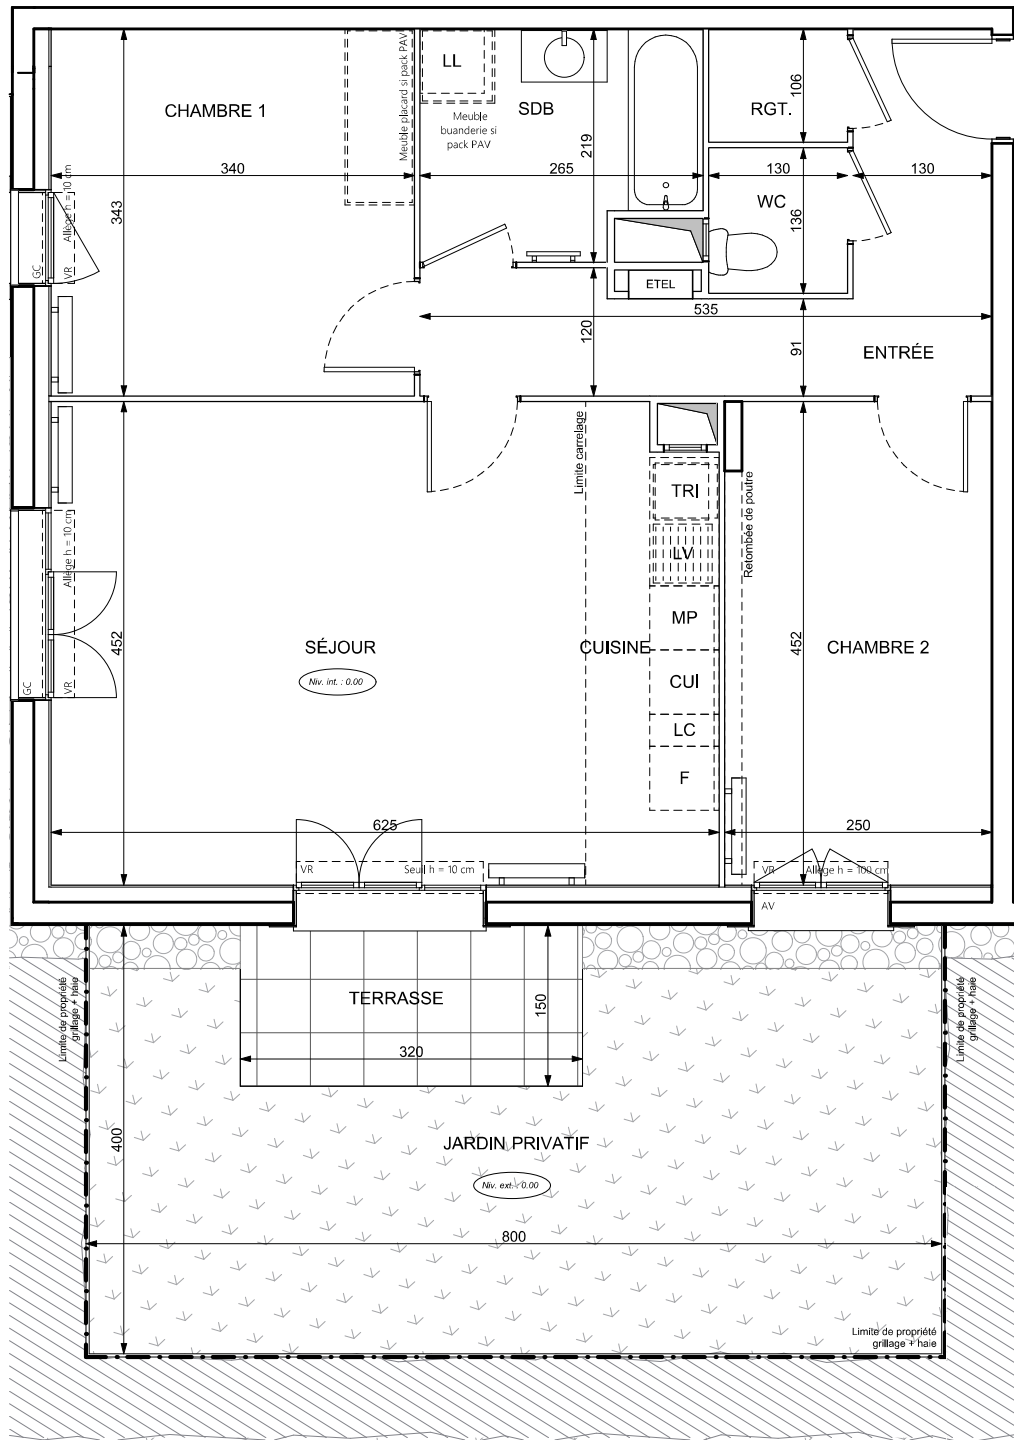 LL
CHAMBRE 1
Meuble placard si pack PAV
Meuble
buanderie si
pack PAV
SDB
219
106
RGT.
340
265
130
130
343
Allège h = 10 cm
GC
VR
WC
136
ETEL
535
120
91
ENTRÉE
Limite carrelage
TRI
Retombée de poutre
LV
Allège h = 10 cm
MP
452
SÉJOUR
CUISINE
452
CHAMBRE 2
Niv. int. : 0.00
CUI
GC
VR
LC
F
625
250
VR
Seuil h = 10 cm
VR
Allège h = 100 cm
AV
Limite de propriété
grillage + haie
TERRASSE
150
Limite de propriété
grillage + haie
320
400
JARDIN PRIVATIF
Niv. ext. : 0.00
800
Limite de propriété
grillage + haie